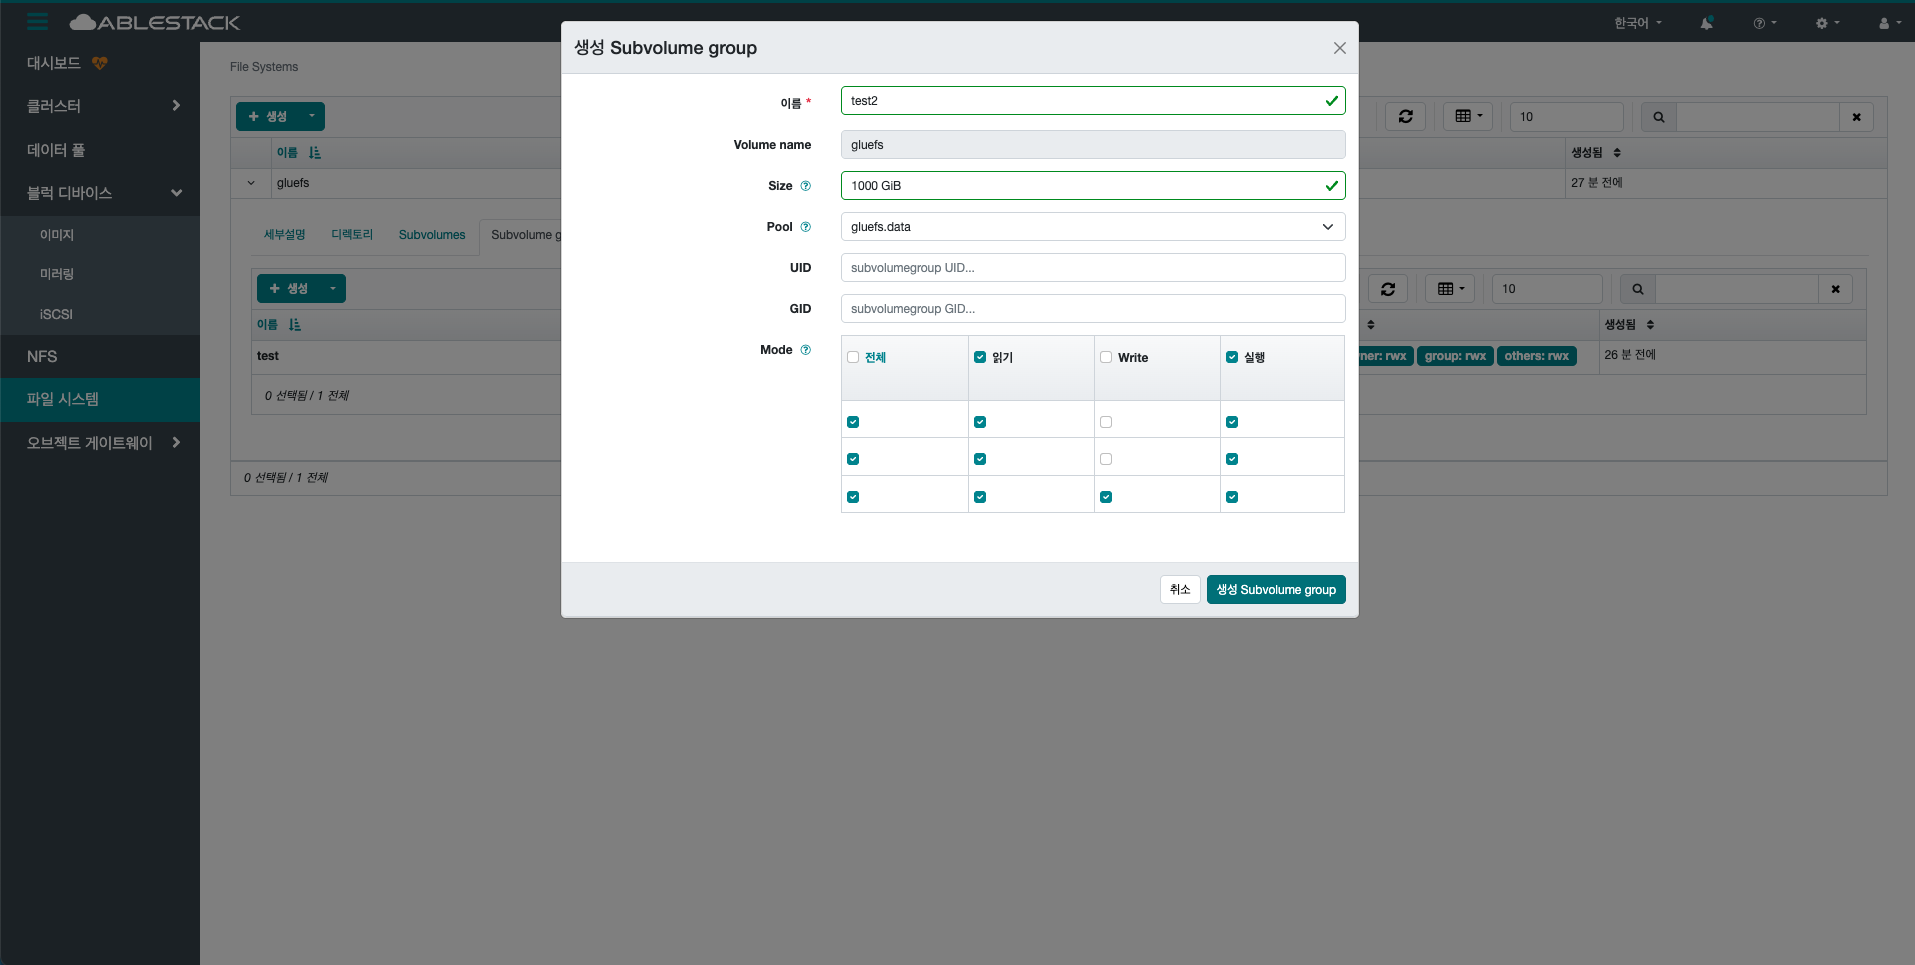 ABLESTACK
한국어
대시보드
클러스터
데이터 풀
블럭 디바이스
이미지
미러링
iSCSI
NFS
파일 시스템
오브젝트 게이트웨이
File Systems
생성
10
이름
생성됨
gluefs
27 분 전에
세부설명
디렉토리
Subvolumes
Subvolume g
생성
10
이름
생성됨
test
ner: rwx
group: rwx
others: rwx
26 분 전에
0 선택됨 / 1 전체
0 선택됨 / 1 전체
생성 Subvolume group
이름 *
test2
Volume name
gluefs
Size
1000 GiB
Pool
gluefs.data
UID
subvolumegroup UID...
GID
subvolumegroup GID...
Mode
전체
읽기
Write
실행
취소
생성 Subvolume group